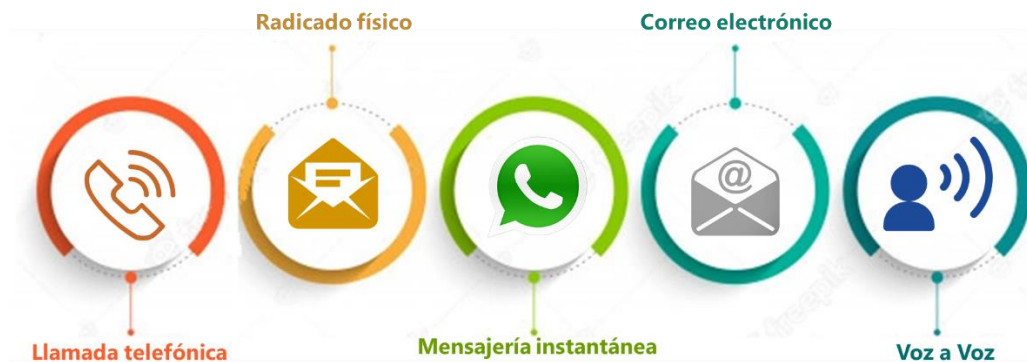 Radicado físico
Correo electrónico
@
Llamada telefónica
Mensajería instantánea
Voz a Voz